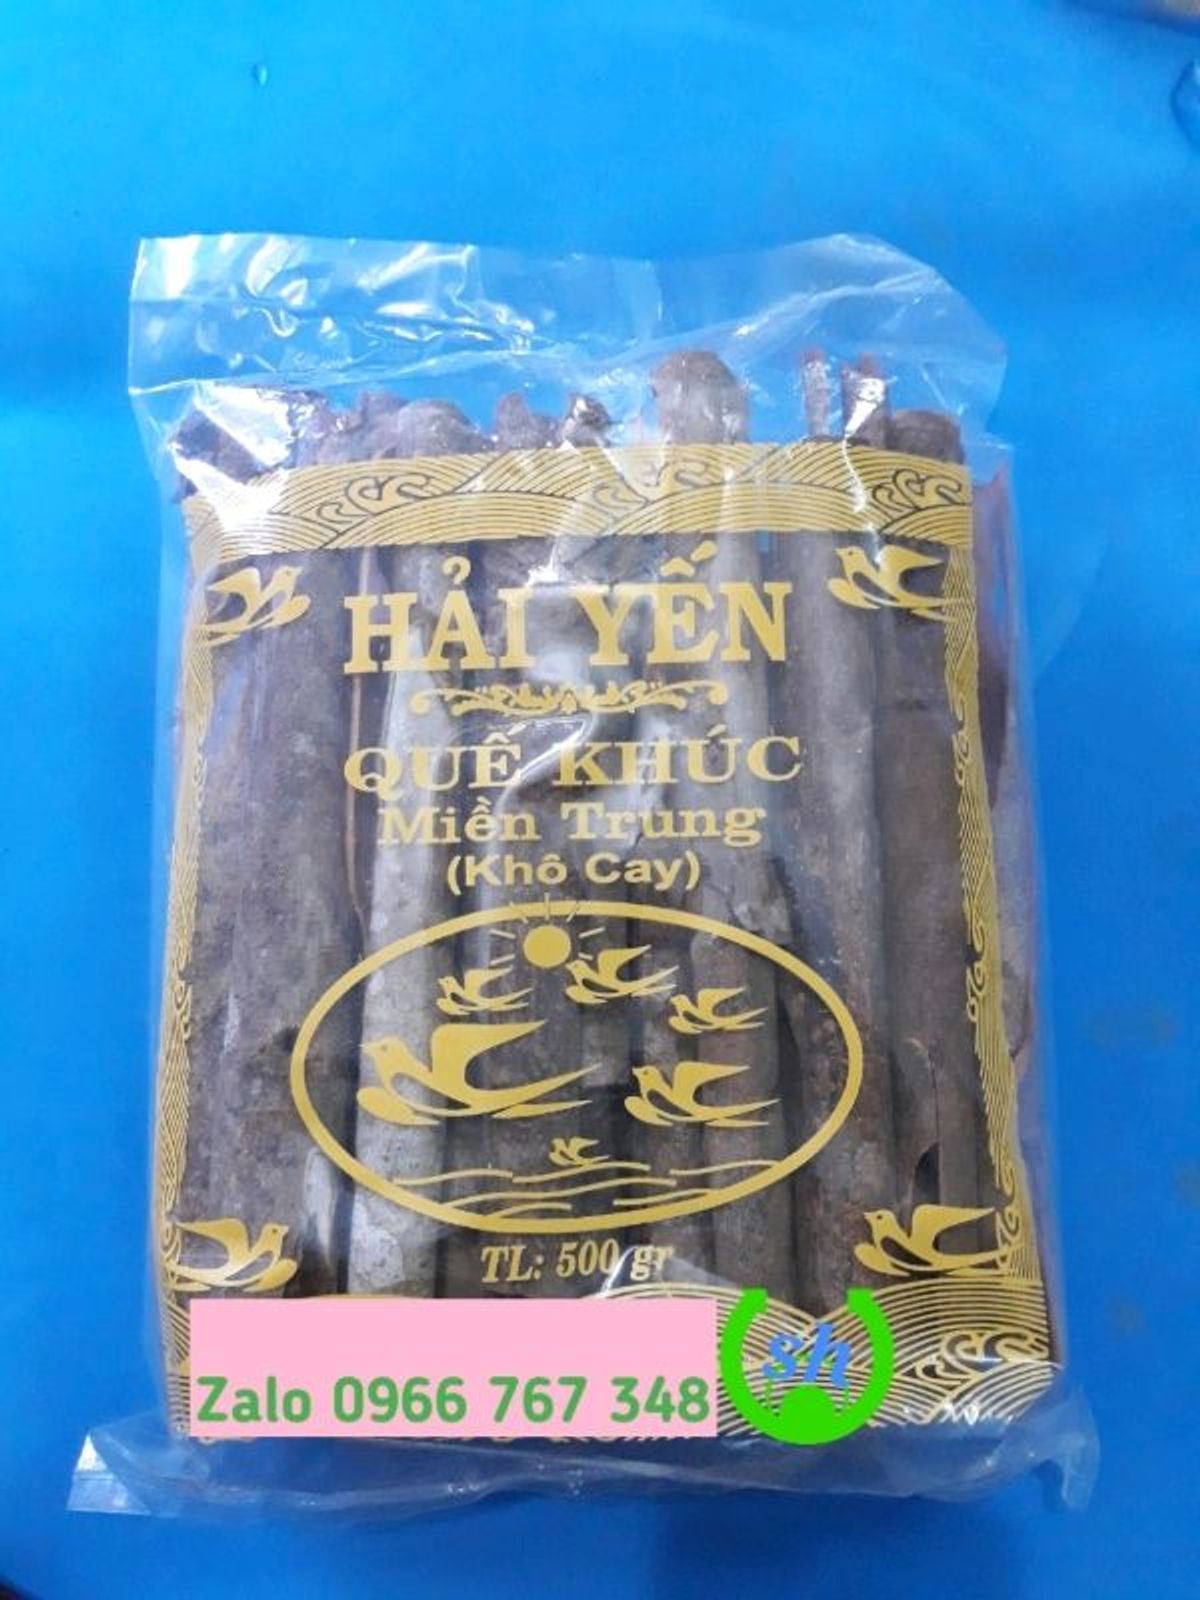 HẢI YẾN
QUẾ KHÚC
Miền Trung
(Khô Cay)
TL: 500 gr
sh
Zalo 0966 767 348